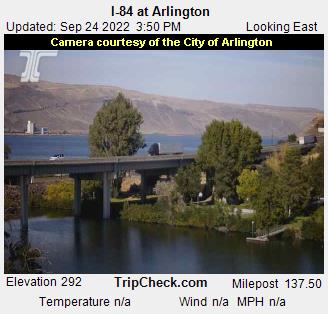 I-84 at Arlington
Updated: Sep 24 2022 3:50 PM Looking East
Camera courtesy of the City of Arlington
Elevation 292 TripCheck.com Milepost 137.50
Temperature n/a Wind n/a MPH n/a